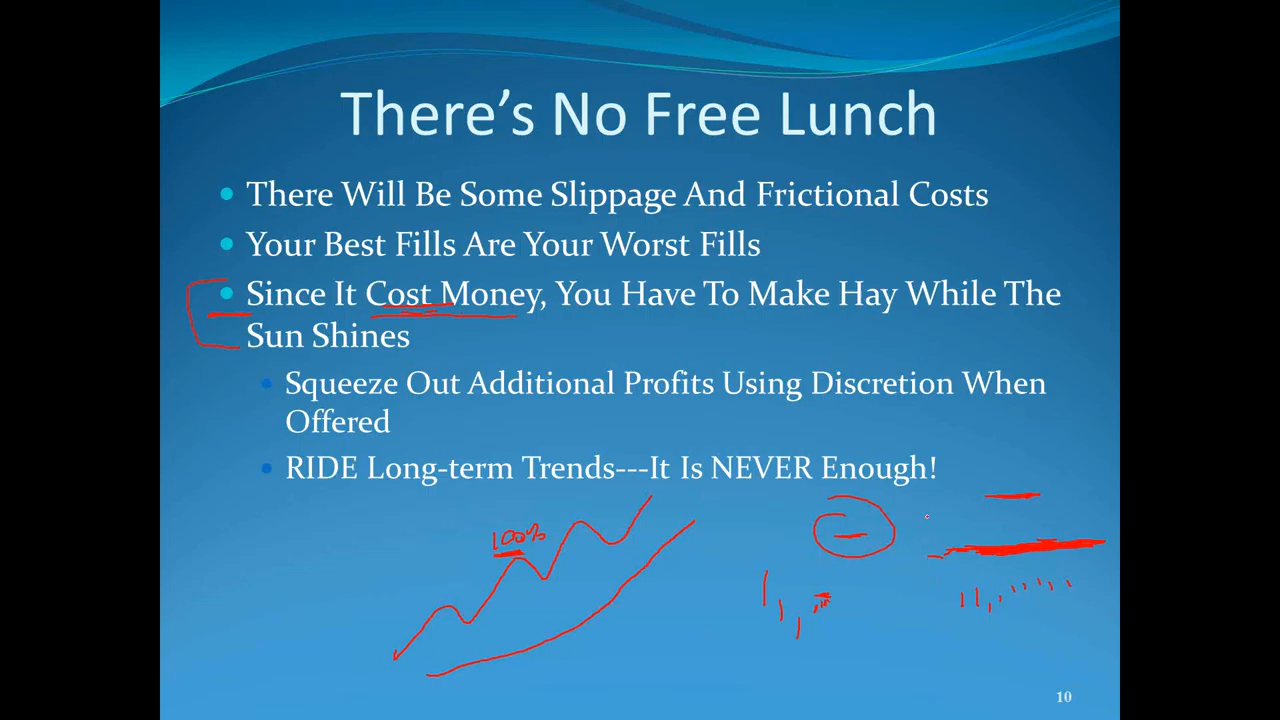 There's No Free Lunch
There Will Be Some Slippage And Frictional Costs
Your Best Fills Are Your Worst Fills
Since It Cost Money, You Have To Make Hay While The
Sun Shines
Squeeze Out Additional Profits Using Discretion When
Offered
RIDE Long-term Trends---It Is NEVER Enough!
100%
10